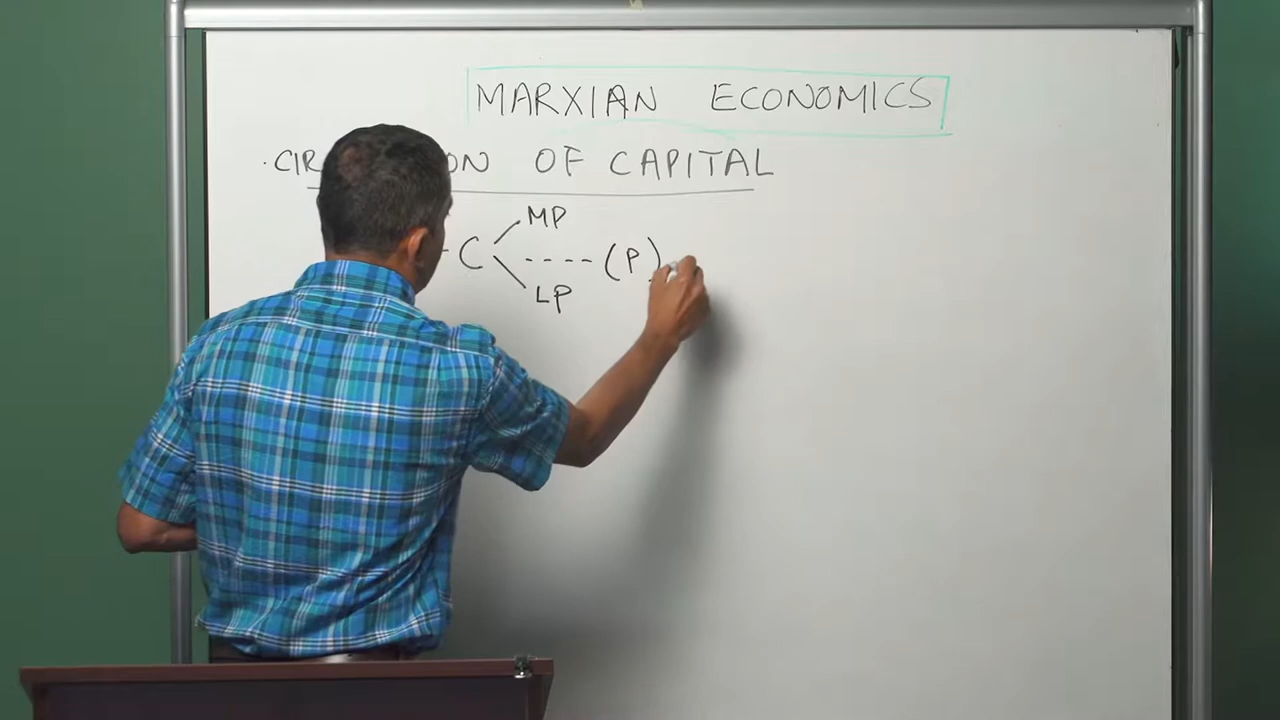 MARXIAN ECONOMICS
OF CAPITAL
MP
- C ---- (P)
LP